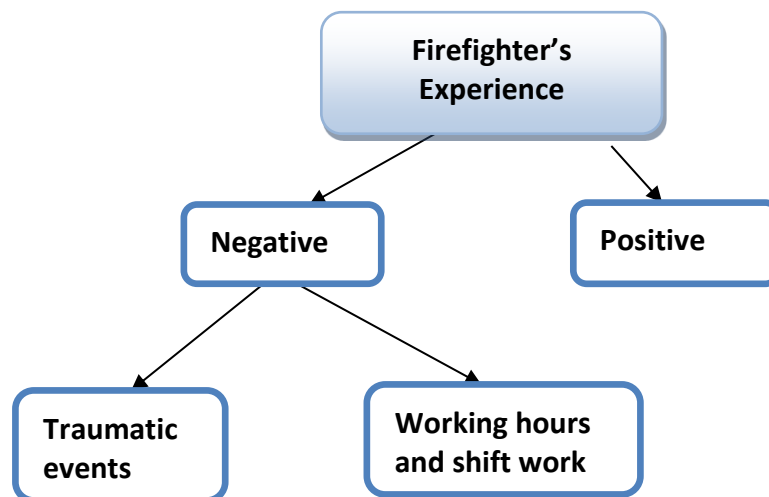 Firefighter’s
Experience
Negative
Positive
Traumatic
events
Working hours
and shift work